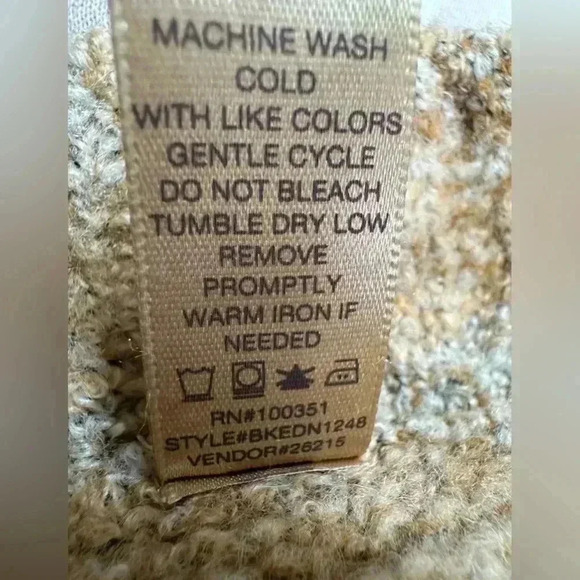 MACHINE WASH
COLD
WITH LIKE COLORS
GENTLE CYCLE
DO NOT BLEACH
TUMBLE DRY LOW
REMOVE
PROMPTLY
WARM IRON IF
NEEDED
RN#100351
STYLE#BKEDN1248
VENDOR#26215